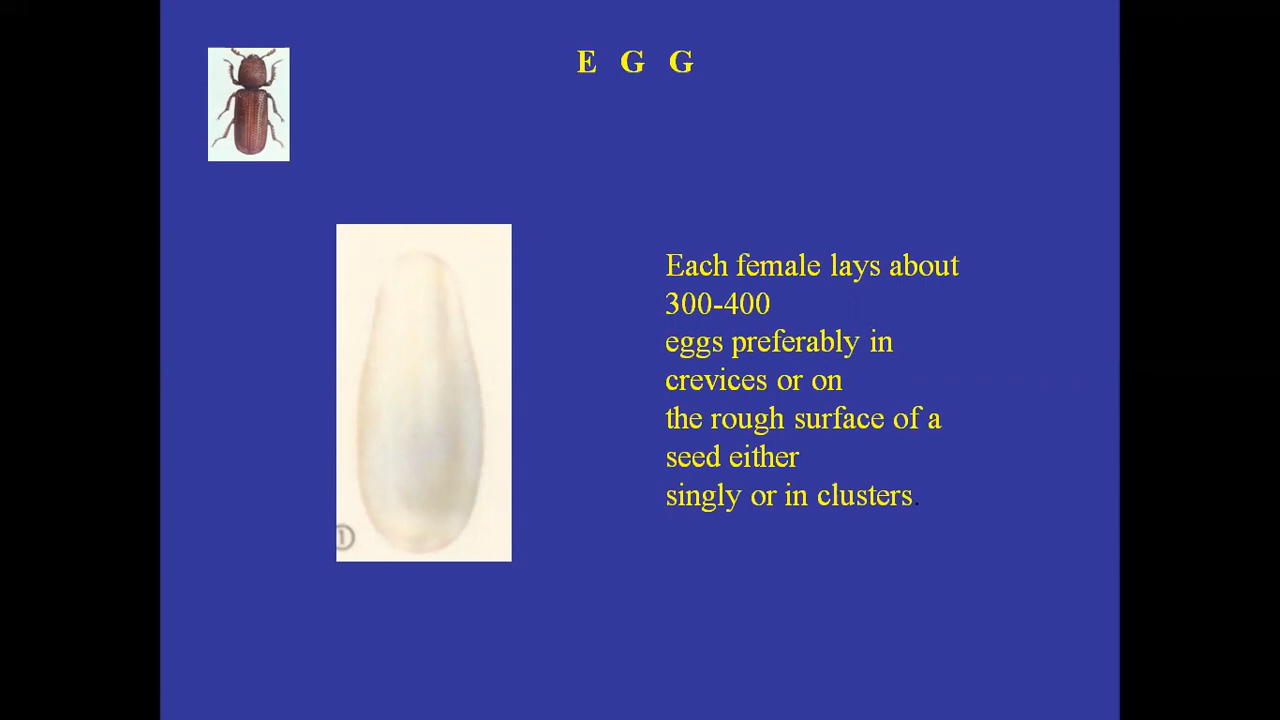 E G G
Each female lays about
300-400
eggs preferably in
crevices or on
the rough surface of a
seed either
singly or in clusters.
①